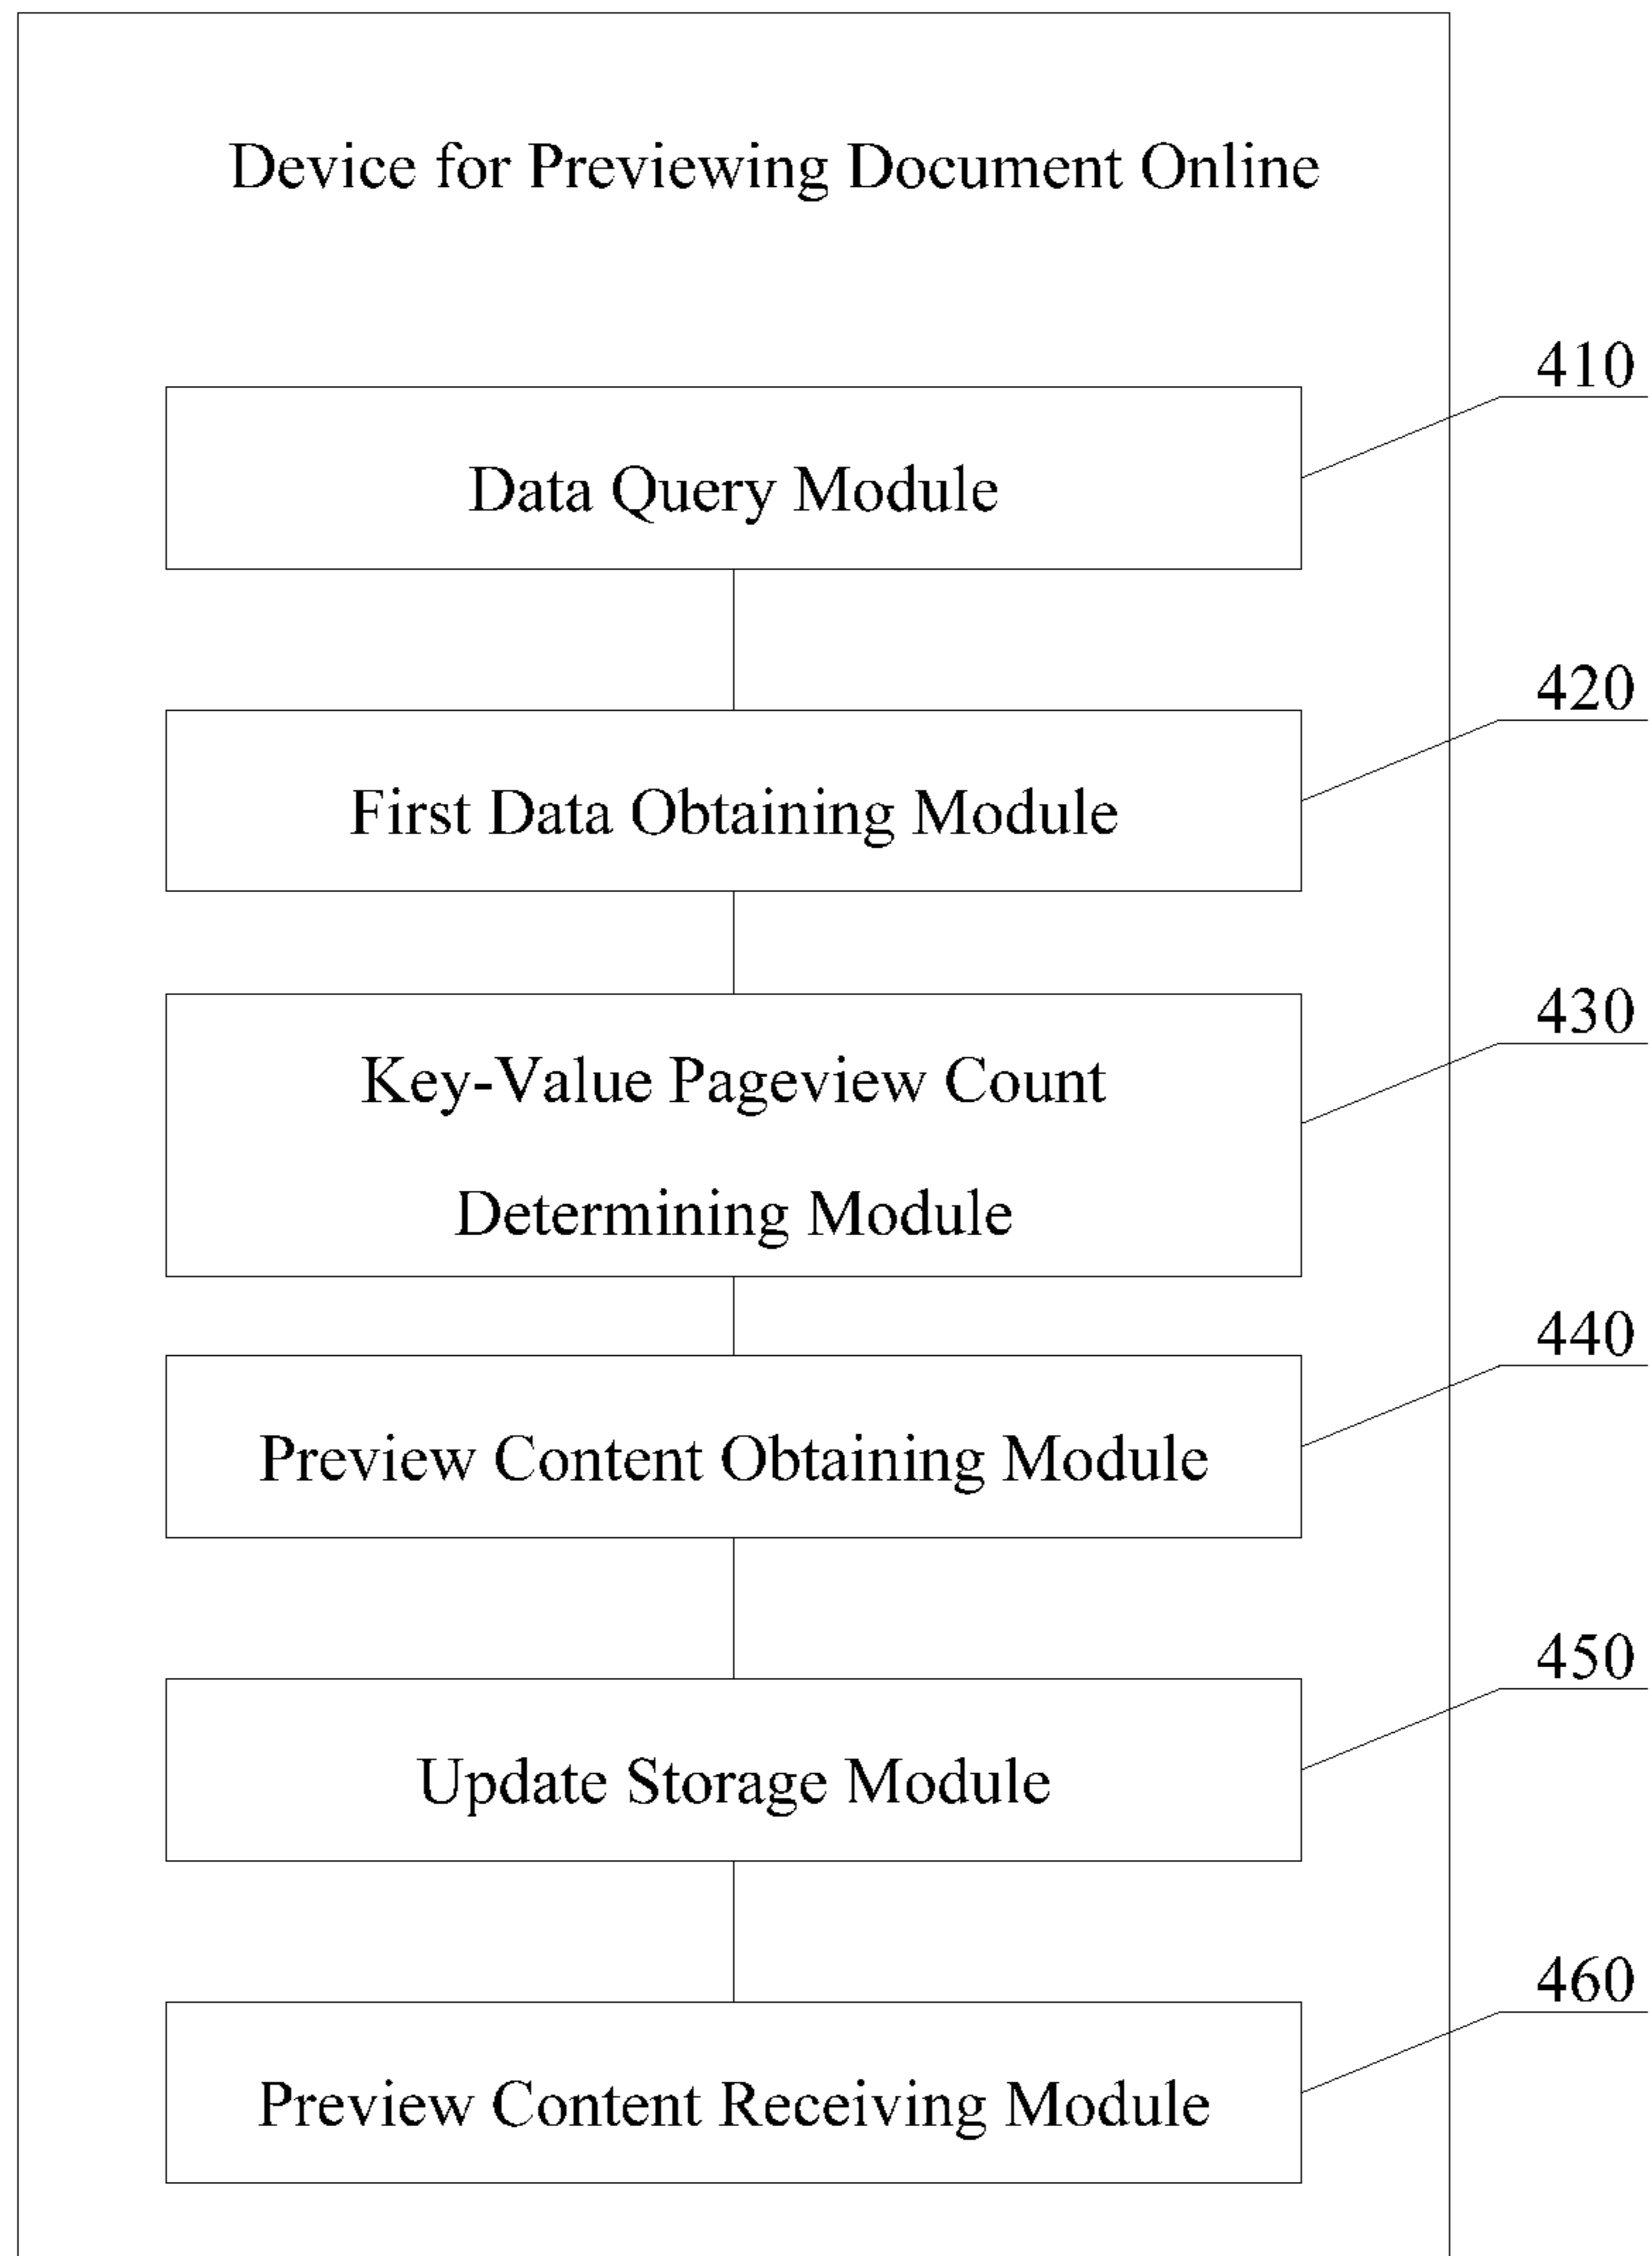 Device for Previewing Document Online
410
Data Query Module
420
First Data Obtaining Module
430
Key-Value Pageview Count
Determining Module
440
Preview Content Obtaining Module
450
Update Storage Module
460
Preview Content Receiving Module